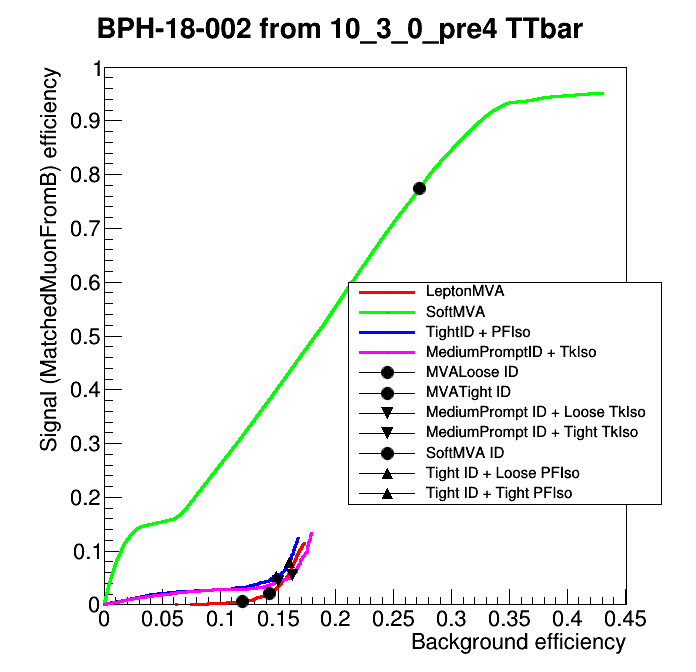 BPH-18-002 from 10_3_0_pre4 TTbar
Signal (MatchedMuonFromB) efficiency
1
0.9
0.8
0.7
0.6
0.5
0.4
0.3
0.2
0.1
0
LeptonMVA
SoftMVA
TightID + PFIso
MediumPromptID + TkIso
MVALoose ID
MVATight ID
MediumPrompt ID + Loose TkIso
MediumPrompt ID + Tight TkIso
SoftMVA ID
Tight ID + Loose PFIso
Tight ID + Tight PFIso
0 0.05 0.1 0.15 0.2 0.25 0.3 0.35 0.4 0.45
Background efficiency